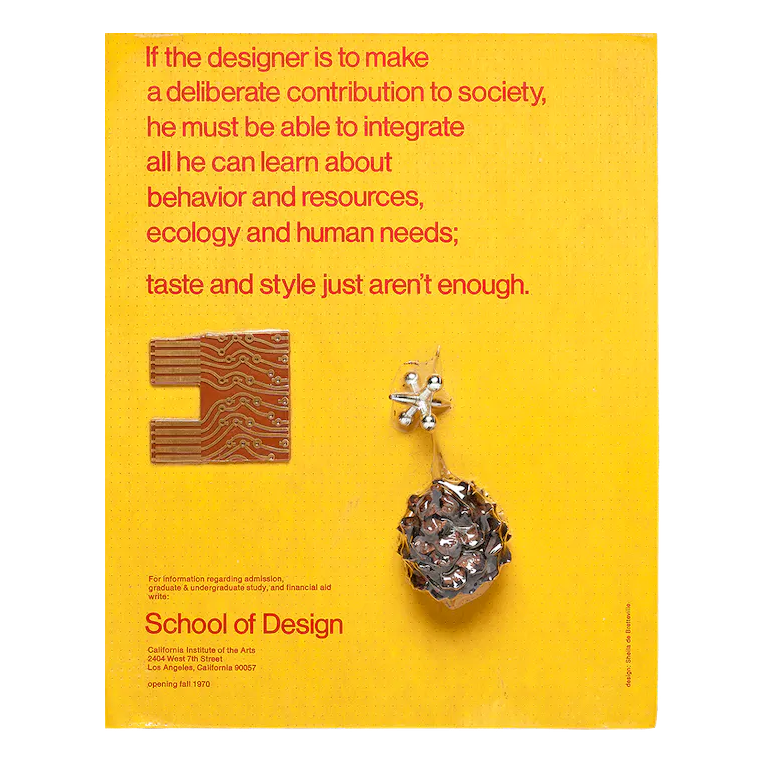 If the designer is to make
a deliberate contribution to society,
he must be able to integrate
all he can learn about
behavior and resources,
ecology and human needs;
taste and style just aren't enough.
For information regarding admission,
graduate & undergraduate study, and financial aid
write:
School of Design
California Institute of the Arts
2404 West 7th Street
Los Angeles, California 90057
opening fall 1970
design: Sheila de Bretteville